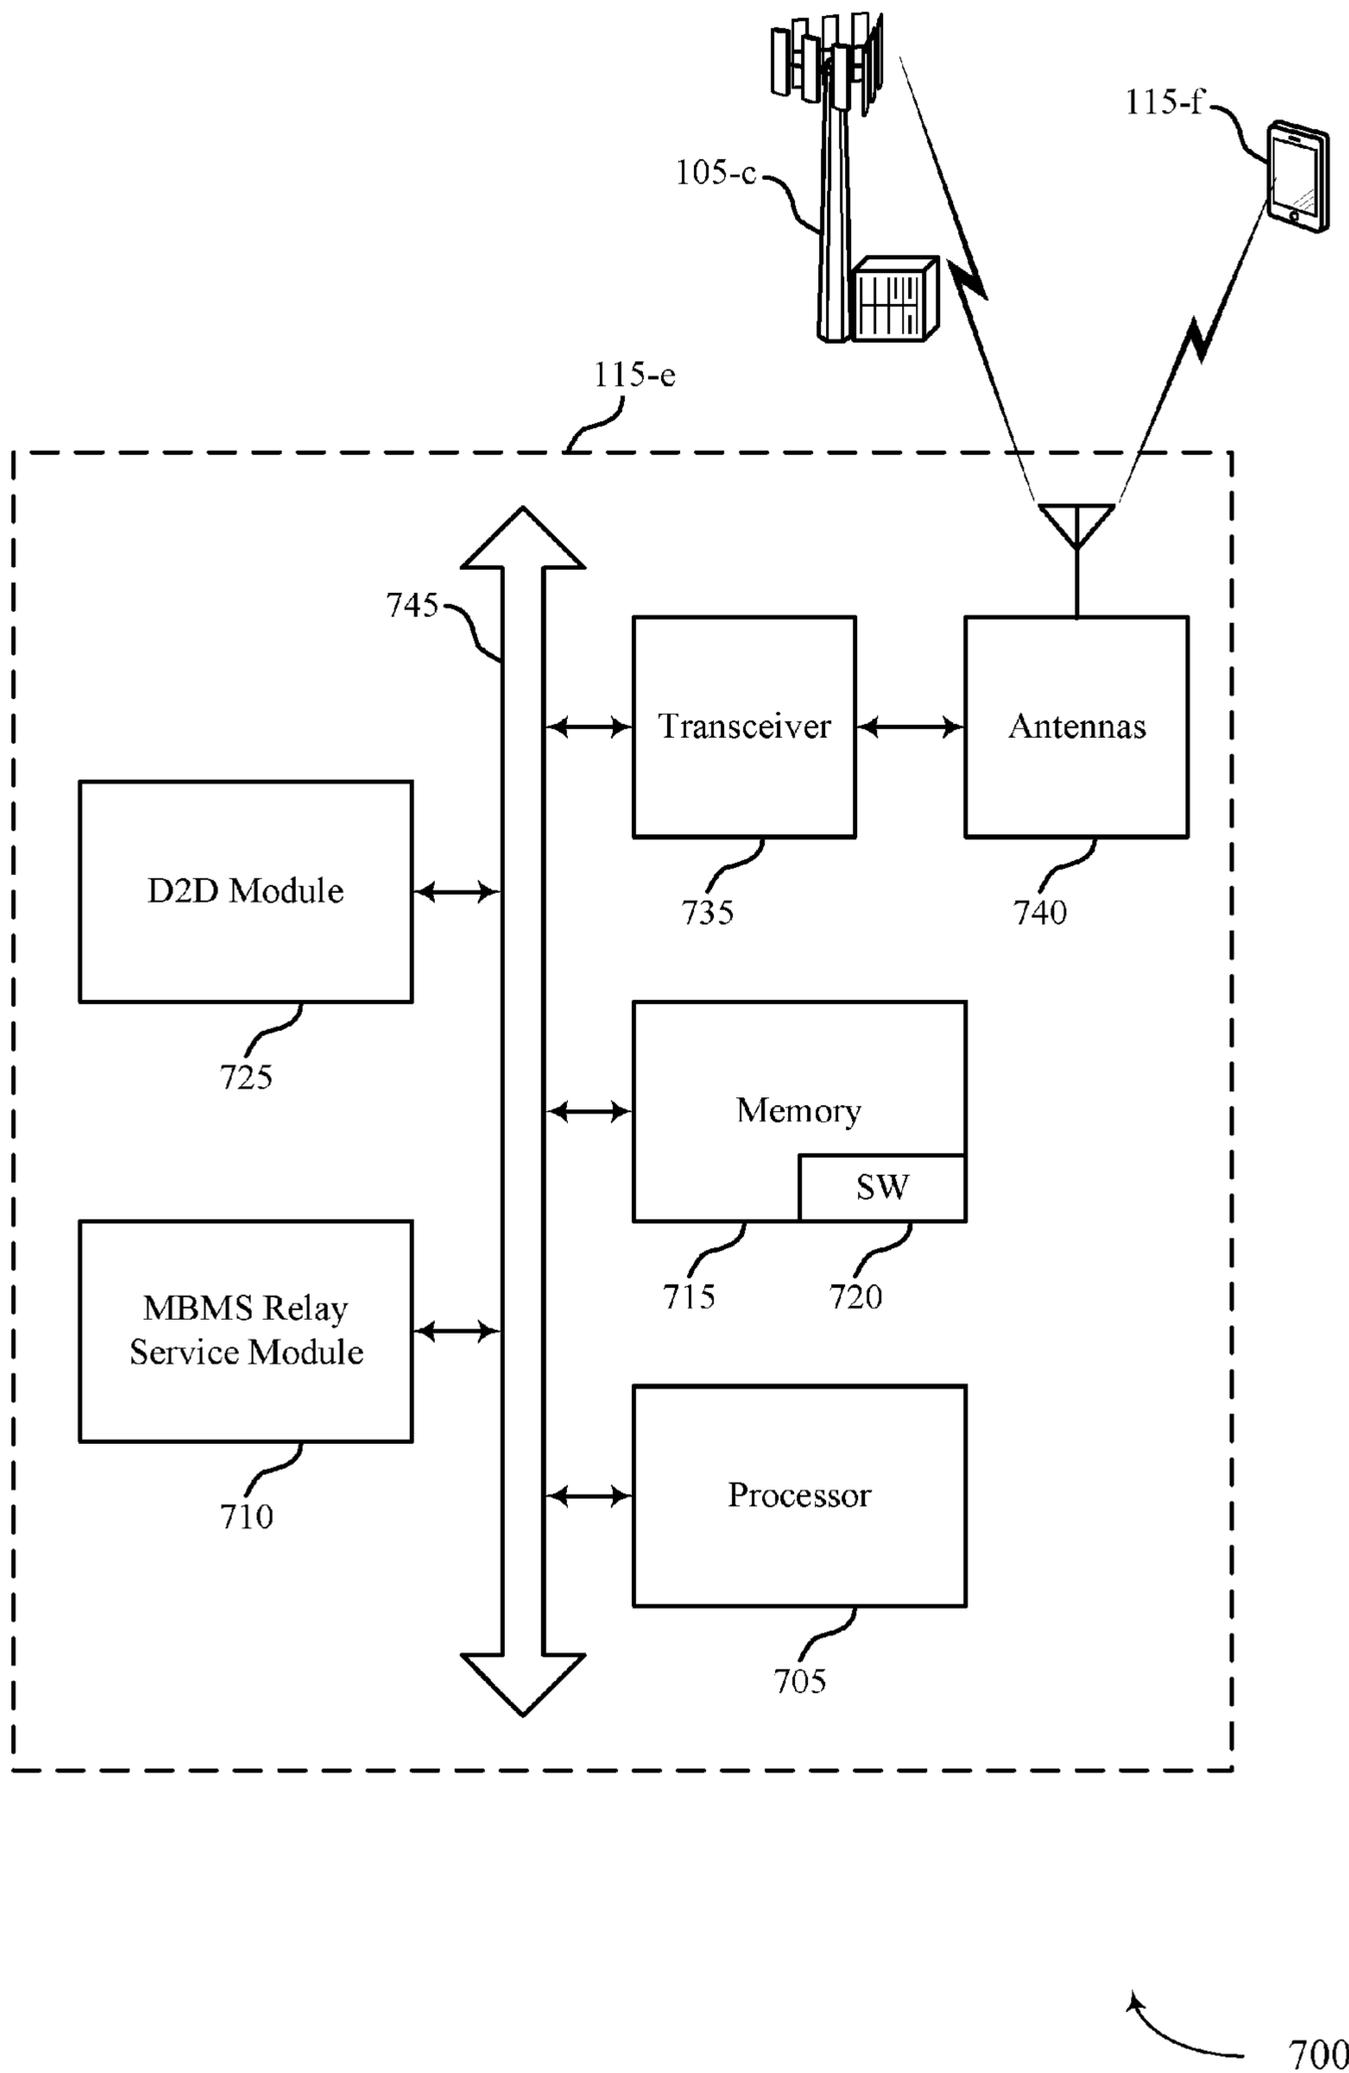 115-f
105-c
115-e
745
Transceiver
Antennas
D2D Module
735
740
725
Memory
SW
715
720
MBMS Relay
Service Module
710
Processor
705
700